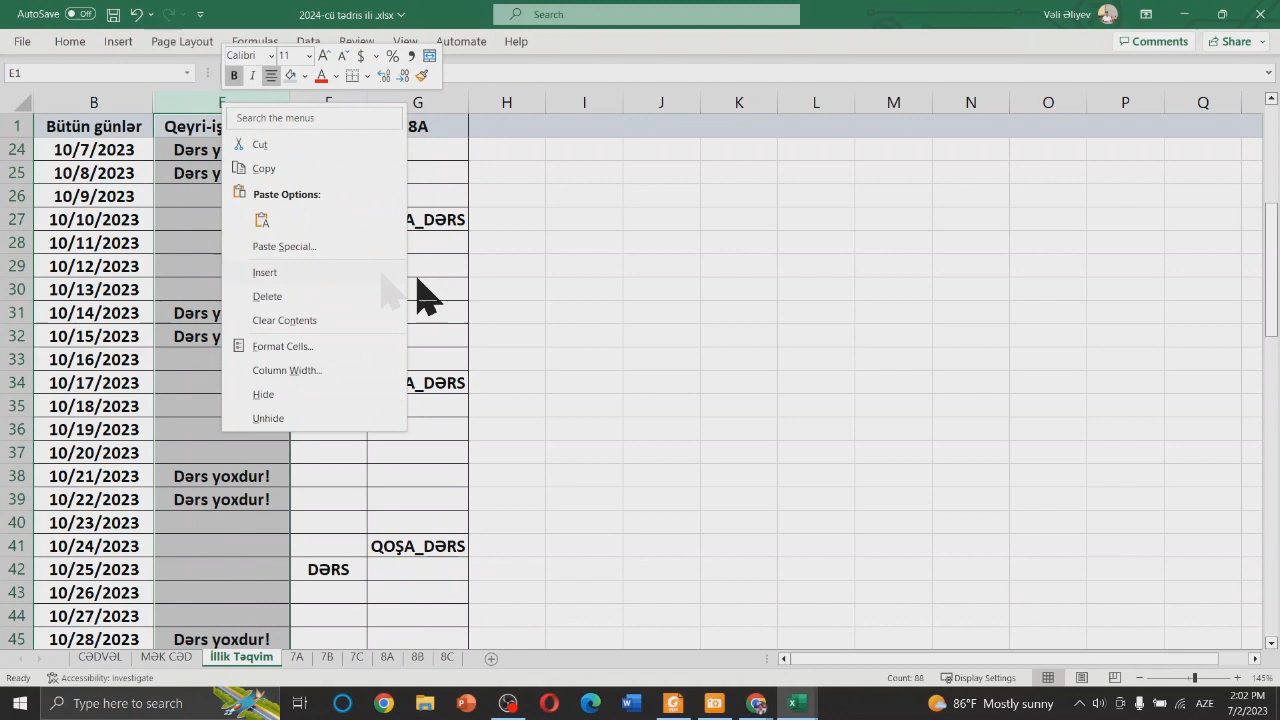 AutoSave Off 2024-cü tədris ili .xlsx Search Vəli Əliyev
File Home Insert Page Layout Formulas Data Review View Automate Help Comments Share
Calibri 11
E1
B G H I J K L M N O P Q
1 Bütün günlər 8A
24 10/7/2023
25 10/8/2023
26 10/9/2023
27 10/10/2023
28 10/11/2023
29 10/12/2023
30 10/13/2023
31 10/14/2023
32 10/15/2023
33 10/16/2023
34 10/17/2023
35 10/18/2023
36 10/19/2023
37 10/20/2023
38 10/21/2023 Dərs yoxdur!
39 10/22/2023 Dərs yoxdur!
40 10/23/2023
41 10/24/2023 QOŞA_DƏRS
42 10/25/2023 DƏRS
43 10/26/2023
44 10/27/2023
45 10/28/2023 Dərs yoxdur!
Search the menus
Cut
Copy
Paste Options:
Paste Special...
Insert
Delete
Clear Contents
Format Cells...
Column Width...
Hide
Unhide
CƏDVƏL MƏK CƏD İllik Təqvim 7A 7B 7C 8A 8B 8C
Ready Accessibility: Investigate Count: 88 Display Settings 145%
Type here to search 86°F Mostly sunny AZE 2:02 PM
7/2/2023